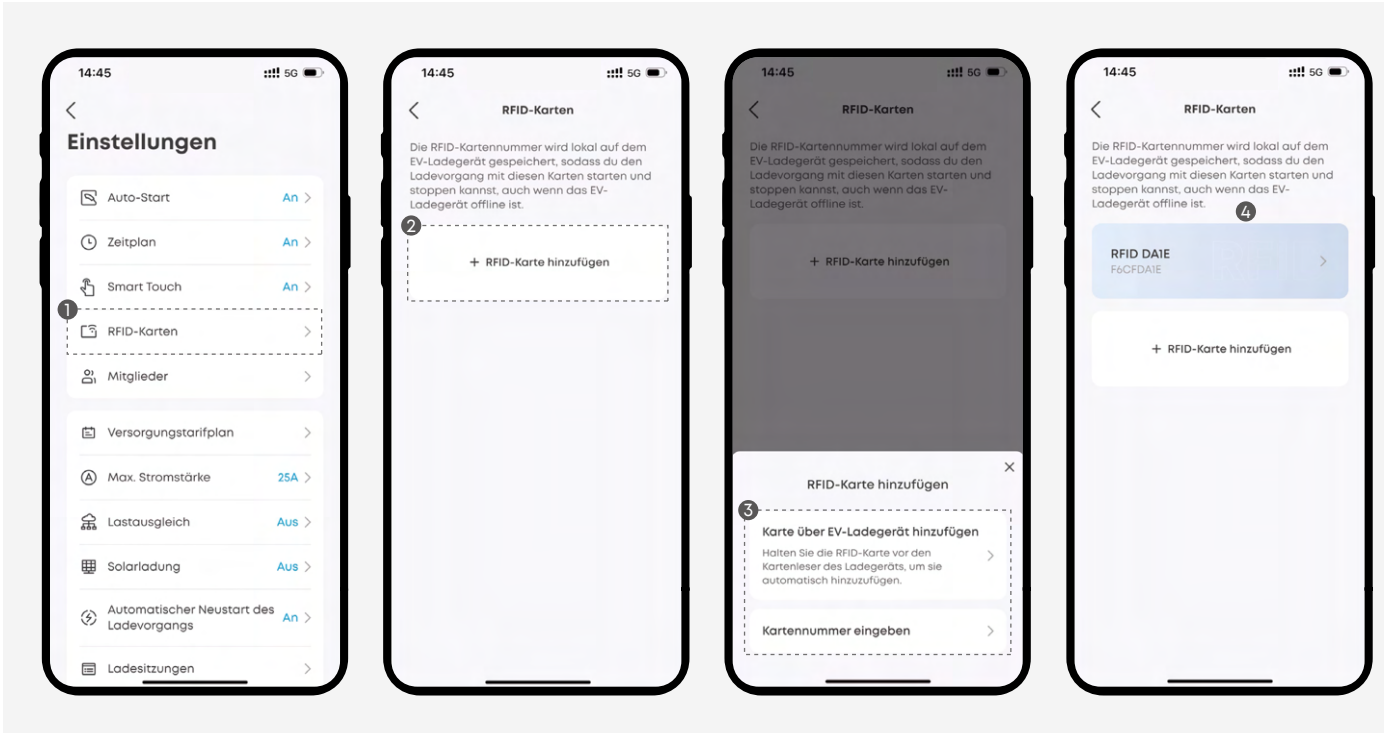 14:45
5G
Einstellungen
Auto-Start
An
Zeitplan
An
Smart Touch
An
1
RFID-Karten
Mitglieder
Versorgungstarifplan
Max. Stromstärke
25A
Lastausgleich
Aus
Solarladung
Aus
Automatischer Neustart des
Ladevorgangs
An
Ladesitzungen
14:45
5G
RFID-Karten
Die RFID-Kartennummer wird lokal auf dem
EV-Ladegerät gespeichert, sodass du den
Ladevorgang mit diesen Karten starten und
stoppen kannst, auch wenn das EV-
Ladegerät offline ist.
2
+ RFID-Karte hinzufügen
14:45
5G
RFID-Karten
Die RFID-Kartennummer wird lokal auf dem
EV-Ladegerät gespeichert, sodass du den
Ladevorgang mit diesen Karten starten und
stoppen kannst, auch wenn das EV-
Ladegerät offline ist.
+ RFID-Karte hinzufügen
RFID-Karte hinzufügen
3
Karte über EV-Ladegerät hinzufügen
Halten Sie die RFID-Karte vor den
Kartenleser des Ladegeräts, um sie
automatisch hinzuzufügen.
Kartennummer eingeben
14:45
5G
RFID-Karten
Die RFID-Kartennummer wird lokal auf dem
EV-Ladegerät gespeichert, sodass du den
Ladevorgang mit diesen Karten starten und
stoppen kannst, auch wenn das EV-
Ladegerät offline ist.
4
RFID DA1E
F6CFDA1E
+ RFID-Karte hinzufügen